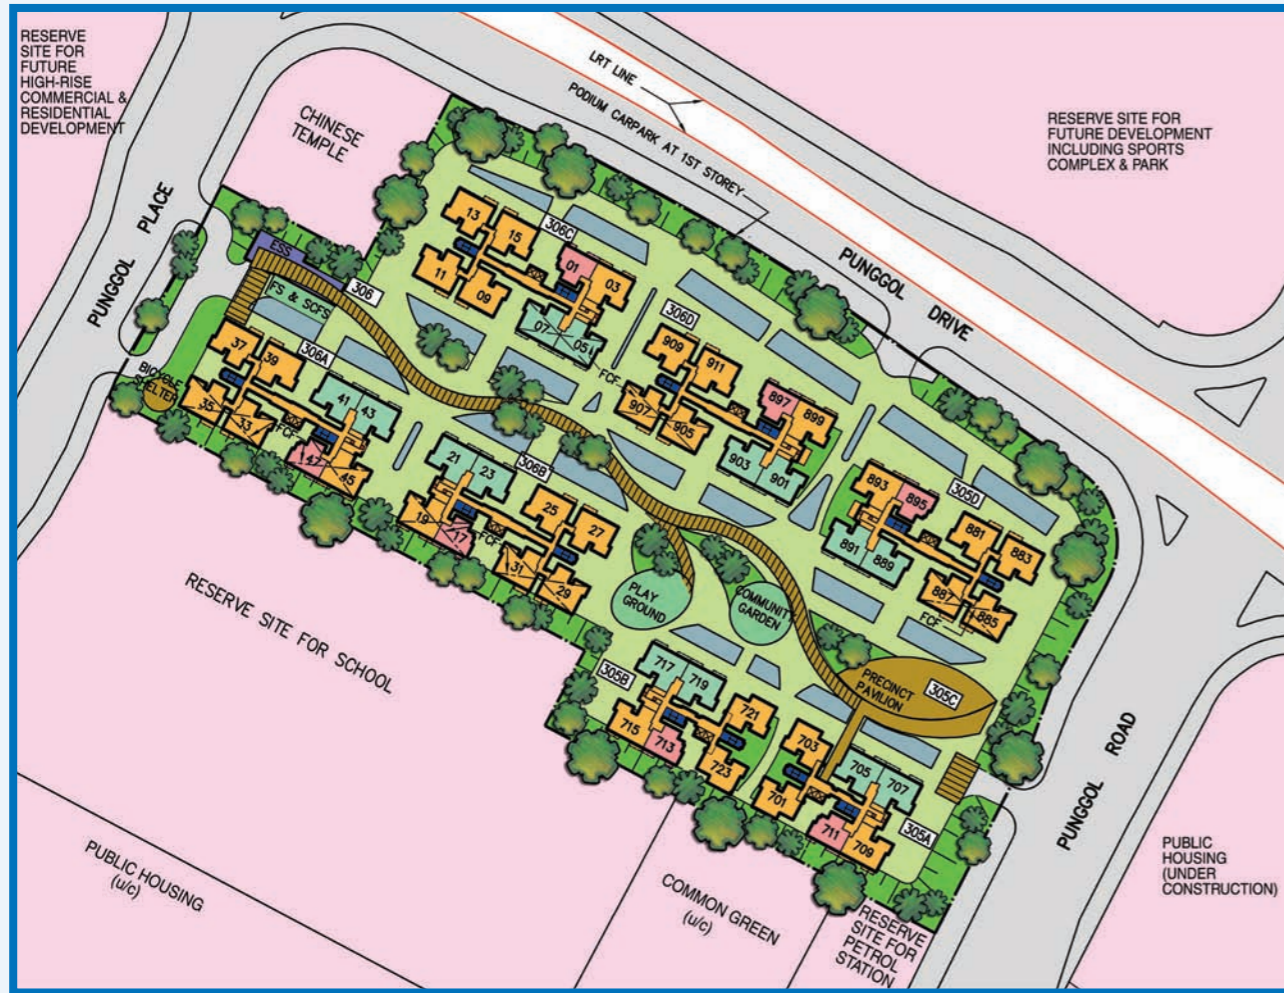 RESERVE
SITE FOR
FUTURE
HIGH-RISE
COMMERCIAL &
RESIDENTIAL
DEVELOPMENT
CHINESE
TEMPLE
LRT LINE
PODIUM CARPARK AT 1ST STOREY
RESERVE SITE FOR
FUTURE DEVELOPMENT
INCLUDING SPORTS
COMPLEX & PARK
PUNGGOL PLACE
PUNGGOL DRIVE
ESS
FS & SCFS
306
306C
13
15
11
09
01
03
07
05
306A
37
39
35
33
41
43
47
45
FCF
BICYCLE
SHELTER
306D
909
911
907
905
897
899
903
901
FCF
306B
21
23
19
17
25
27
31
29
FCF
305D
893
895
891
889
881
883
887
885
FCF
PLAY
GROUND
COMMUNITY
GARDEN
PRECINCT
PAVILION
305C
305B
717
719
715
713
721
723
703
701
705
707
711
709
305A
RESERVE SITE FOR SCHOOL
PUNGGOL ROAD
PUBLIC HOUSING
(u/c)
COMMON GREEN
(u/c)
RESERVE
SITE FOR
PETROL
STATION
PUBLIC
HOUSING
(UNDER
CONSTRUCTION)